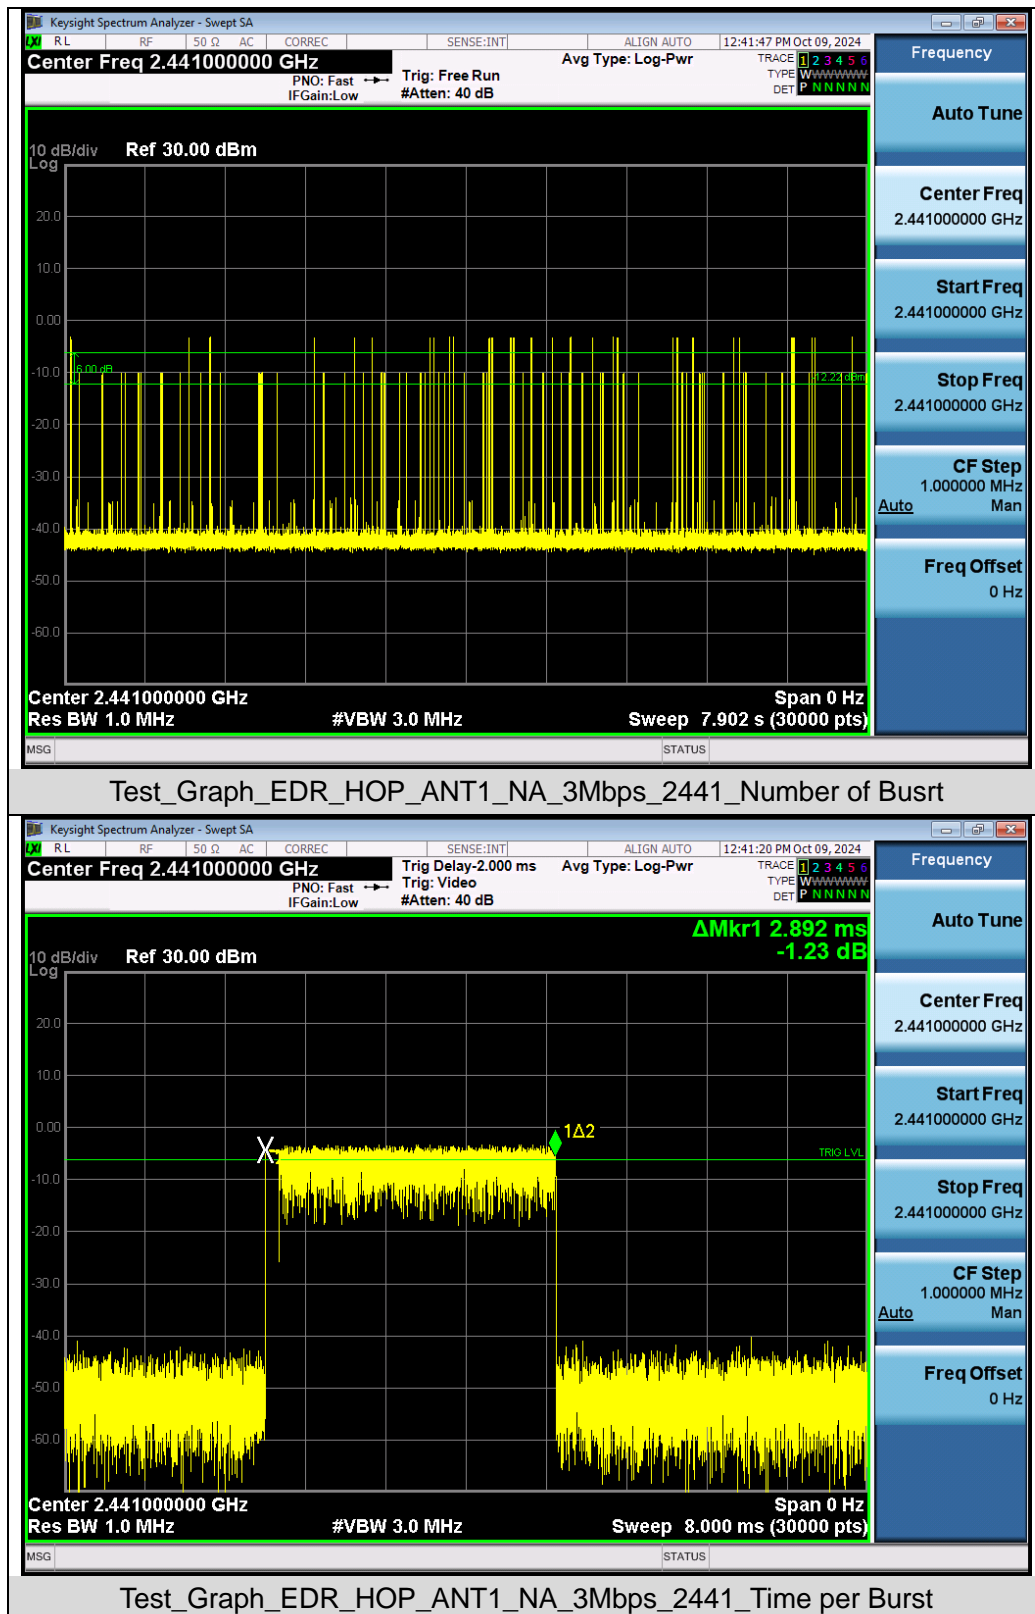 Keysight Spectrum Analyzer - Swept SA
LXI RL RF 50 Ω AC CORREC SENSE:INT ALIGN AUTO 12:41:47 PM Oct 09, 2024
Center Freq 2.441000000 GHz
PNO: Fast
IFGain:Low
Trig: Free Run
#Atten: 40 dB
Avg Type: Log-Pwr
TRACE 1 2 3 4 5 6
TYPE W W W W W W
DET P N N N N N
10 dB/div
Log
Ref 30.00 dBm
20.0
10.0
0.00
-10.0
-20.0
-30.0
-40.0
-50.0
-60.0
6.00 dB
-12.22 dBm
Center 2.441000000 GHz
Span 0 Hz
Res BW 1.0 MHz
#VBW 3.0 MHz
Sweep 7.902 s (30000 pts)
MSG
STATUS
Frequency
Auto Tune
Center Freq
2.441000000 GHz
Start Freq
2.441000000 GHz
Stop Freq
2.441000000 GHz
CF Step
1.000000 MHz
Auto Man
Freq Offset
0 Hz
Test_Graph_EDR_HOP_ANT1_NA_3Mbps_2441_Number of Busrt
Keysight Spectrum Analyzer - Swept SA
LXI RL RF 50 Ω AC CORREC SENSE:INT ALIGN AUTO 12:41:20 PM Oct 09, 2024
Center Freq 2.441000000 GHz
PNO: Fast
IFGain:Low
Trig Delay-2.000 ms
Trig: Video
#Atten: 40 dB
Avg Type: Log-Pwr
TRACE 1 2 3 4 5 6
TYPE W W W W W W
DET P N N N N N
ΔMkr1 2.892 ms
-1.23 dB
10 dB/div
Log
Ref 30.00 dBm
20.0
10.0
0.00
-10.0
-20.0
-30.0
-40.0
-50.0
-60.0
X
1Δ2
TRIG LVL
Center 2.441000000 GHz
Span 0 Hz
Res BW 1.0 MHz
#VBW 3.0 MHz
Sweep 8.000 ms (30000 pts)
MSG
STATUS
Frequency
Auto Tune
Center Freq
2.441000000 GHz
Start Freq
2.441000000 GHz
Stop Freq
2.441000000 GHz
CF Step
1.000000 MHz
Auto Man
Freq Offset
0 Hz
Test_Graph_EDR_HOP_ANT1_NA_3Mbps_2441_Time per Burst